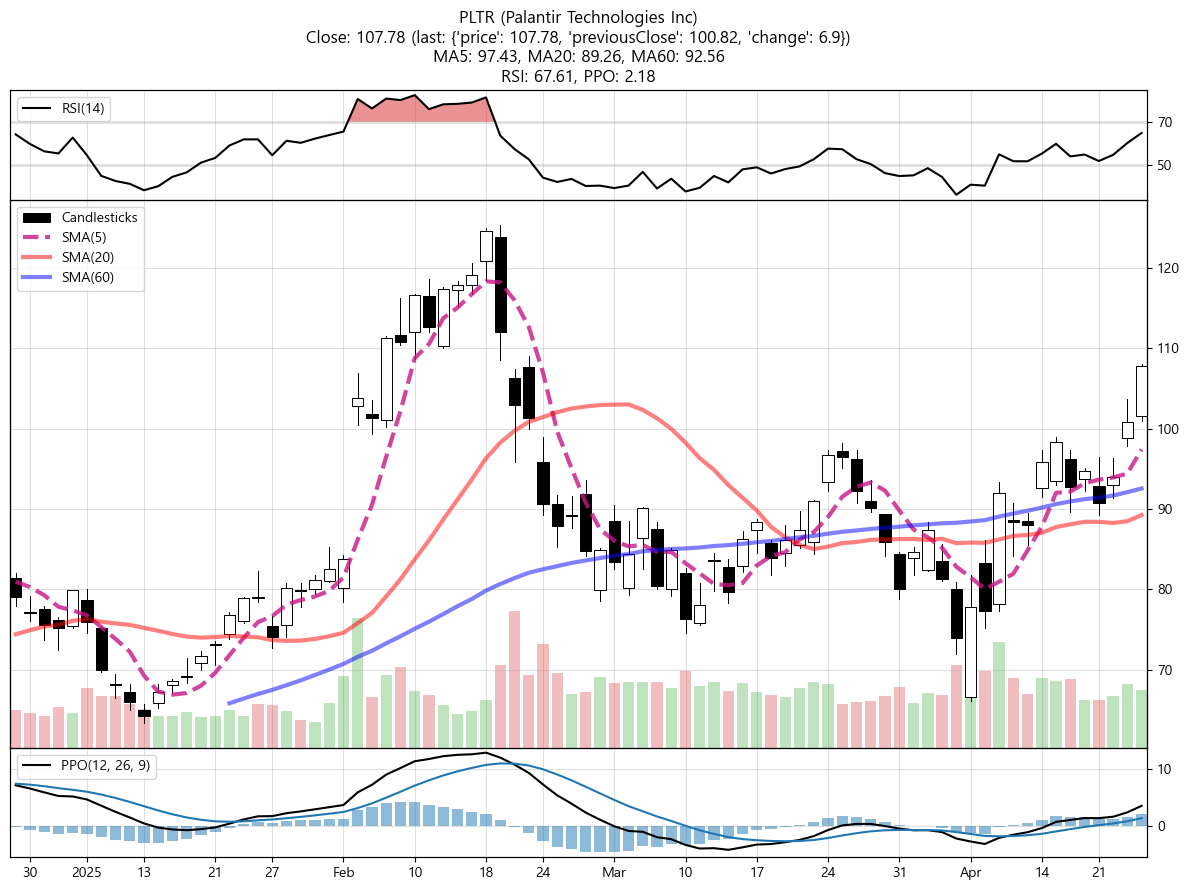 PLTR (Palantir Technologies Inc)
Close: 107.78 (last: {'price': 107.78, 'previousClose': 100.82, 'change': 6.9})
MA5: 97.43, MA20: 89.26, MA60: 92.56
RSI: 67.61, PPO: 2.18
RSI(14)
70
50
Candlesticks
SMA(5)
SMA(20)
SMA(60)
120
110
100
90
80
70
PPO(12, 26, 9)
10
0
30 2025 13 21 27 Feb 10 18 24 Mar 10 17 24 31 Apr 14 21